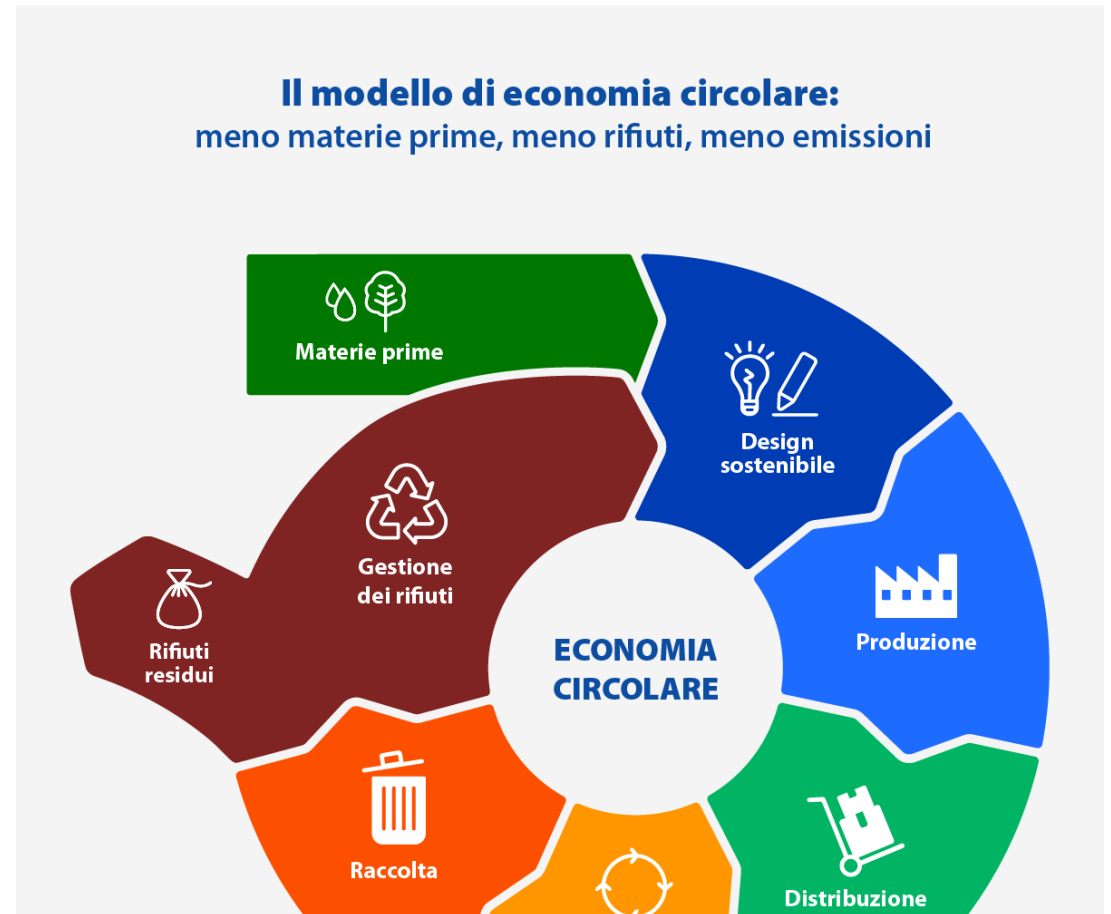 Il modello di economia circolare:
meno materie prime, meno rifiuti, meno emissioni
Materie prime
Design
sostenibile
Produzione
Distribuzione
Raccolta
Gestione
dei rifiuti
Rifiuti
residui
ECONOMIA
CIRCOLARE